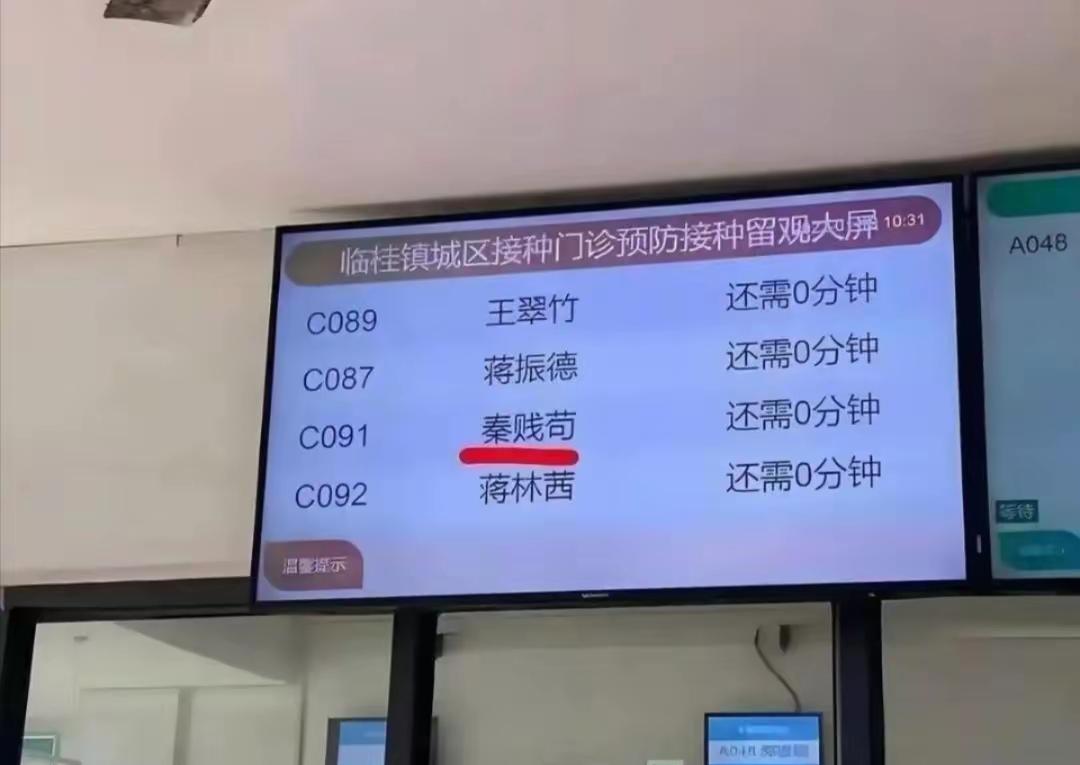 临桂镇城区接种门诊预防接种留观大屏 10:31
C089 王翠竹 还需0分钟
C087 蒋振德 还需0分钟
C091 秦贱苟 还需0分钟
C092 蒋林茜 还需0分钟
温馨提示
A048
等待
A048